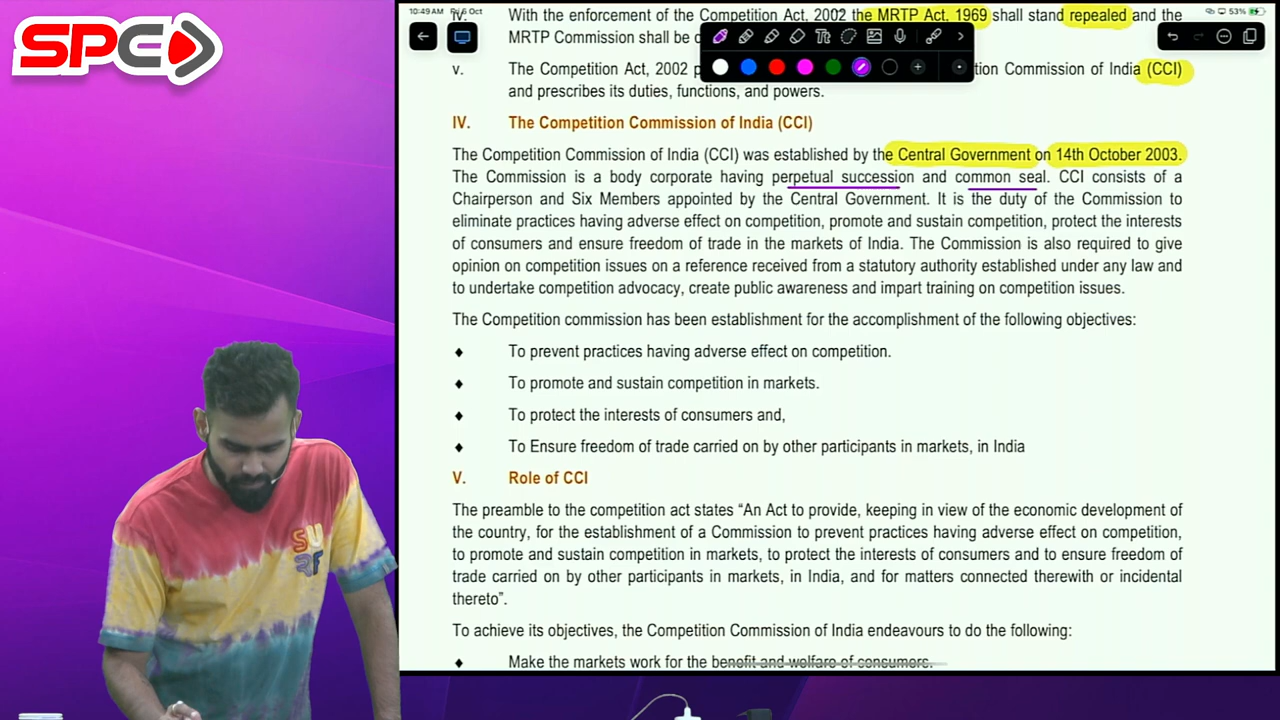 SPC
10:49 AM Fri 6 Oct
53%
iv. With the enforcement of the Competition Act, 2002 the MRTP Act, 1969 shall stand repealed and the
MRTP Commission shall be
v. The Competition Act, 2002 tion Commission of India (CCI)
and prescribes its duties, functions, and powers.
IV. The Competition Commission of India (CCI)
The Competition Commission of India (CCI) was established by the Central Government on 14th October 2003.
The Commission is a body corporate having perpetual succession and common seal. CCI consists of a
Chairperson and Six Members appointed by the Central Government. It is the duty of the Commission to
eliminate practices having adverse effect on competition, promote and sustain competition, protect the interests
of consumers and ensure freedom of trade in the markets of India. The Commission is also required to give
opinion on competition issues on a reference received from a statutory authority established under any law and
to undertake competition advocacy, create public awareness and impart training on competition issues.
The Competition commission has been establishment for the accomplishment of the following objectives:
♦ To prevent practices having adverse effect on competition.
♦ To promote and sustain competition in markets.
♦ To protect the interests of consumers and,
♦ To Ensure freedom of trade carried on by other participants in markets, in India
V. Role of CCI
The preamble to the competition act states “An Act to provide, keeping in view of the economic development of
the country, for the establishment of a Commission to prevent practices having adverse effect on competition,
to promote and sustain competition in markets, to protect the interests of consumers and to ensure freedom of
trade carried on by other participants in markets, in India, and for matters connected therewith or incidental
thereto”.
To achieve its objectives, the Competition Commission of India endeavours to do the following:
♦ Make the markets work for the benefit and welfare of consumers.